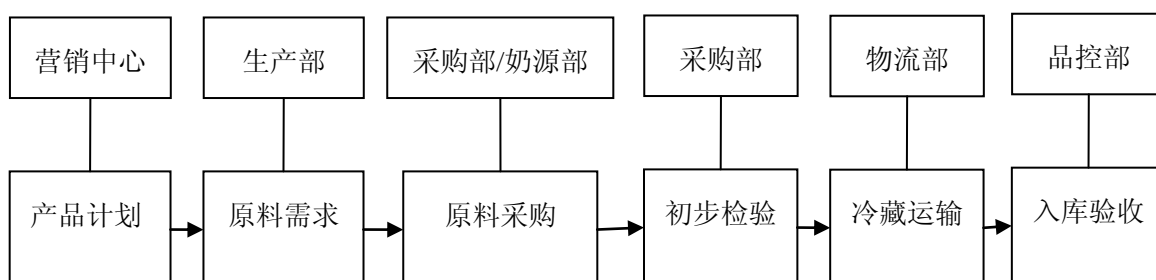 营销中心
生产部
采购部/奶源部
采购部
物流部
品控部
产品计划
原料需求
原料采购
初步检验
冷藏运输
入库验收